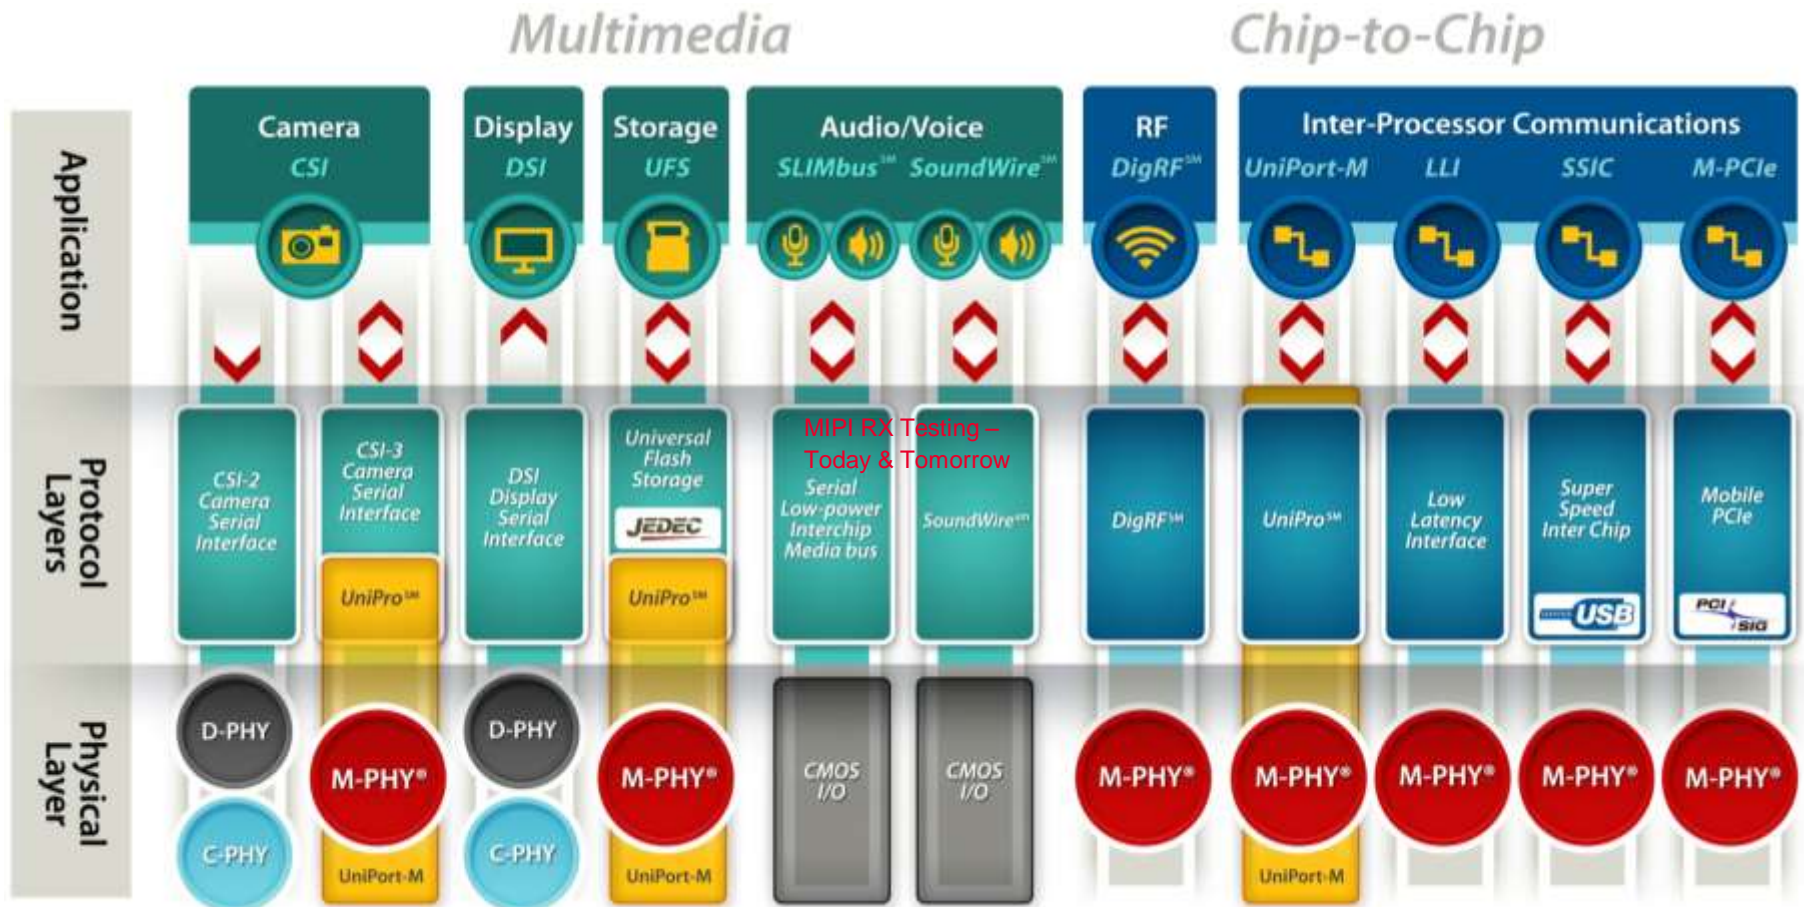 Multimedia
Chip-to-Chip
Application
Camera
CSI
Display
DSI
Storage
UFS
Audio/Voice
SLIMbus℠ SoundWire℠
RF
DigRF℠
Inter-Processor Communications
UniPort-M LLI SSIC M-PCIe
Protocol
Layers
CSI-2
Camera
Serial
Interface
CSI-3
Camera
Serial
Interface
UniPro℠
DSI
Display
Serial
Interface
Universal
Flash
Storage
JEDEC
UniPro℠
MIPI RX Testing –
Today & Tomorrow
Serial
Low-power
Interchip
Media bus
SoundWire℠
DigRF℠
UniPro℠
Low
Latency
Interface
Super
Speed
Inter Chip
USB
Mobile
PCIe
PCI
SIG
Physical
Layer
D-PHY
C-PHY
M-PHY®
UniPort-M
D-PHY
C-PHY
M-PHY®
UniPort-M
CMOS
I/O
CMOS
I/O
M-PHY®
M-PHY®
UniPort-M
M-PHY®
M-PHY®
M-PHY®